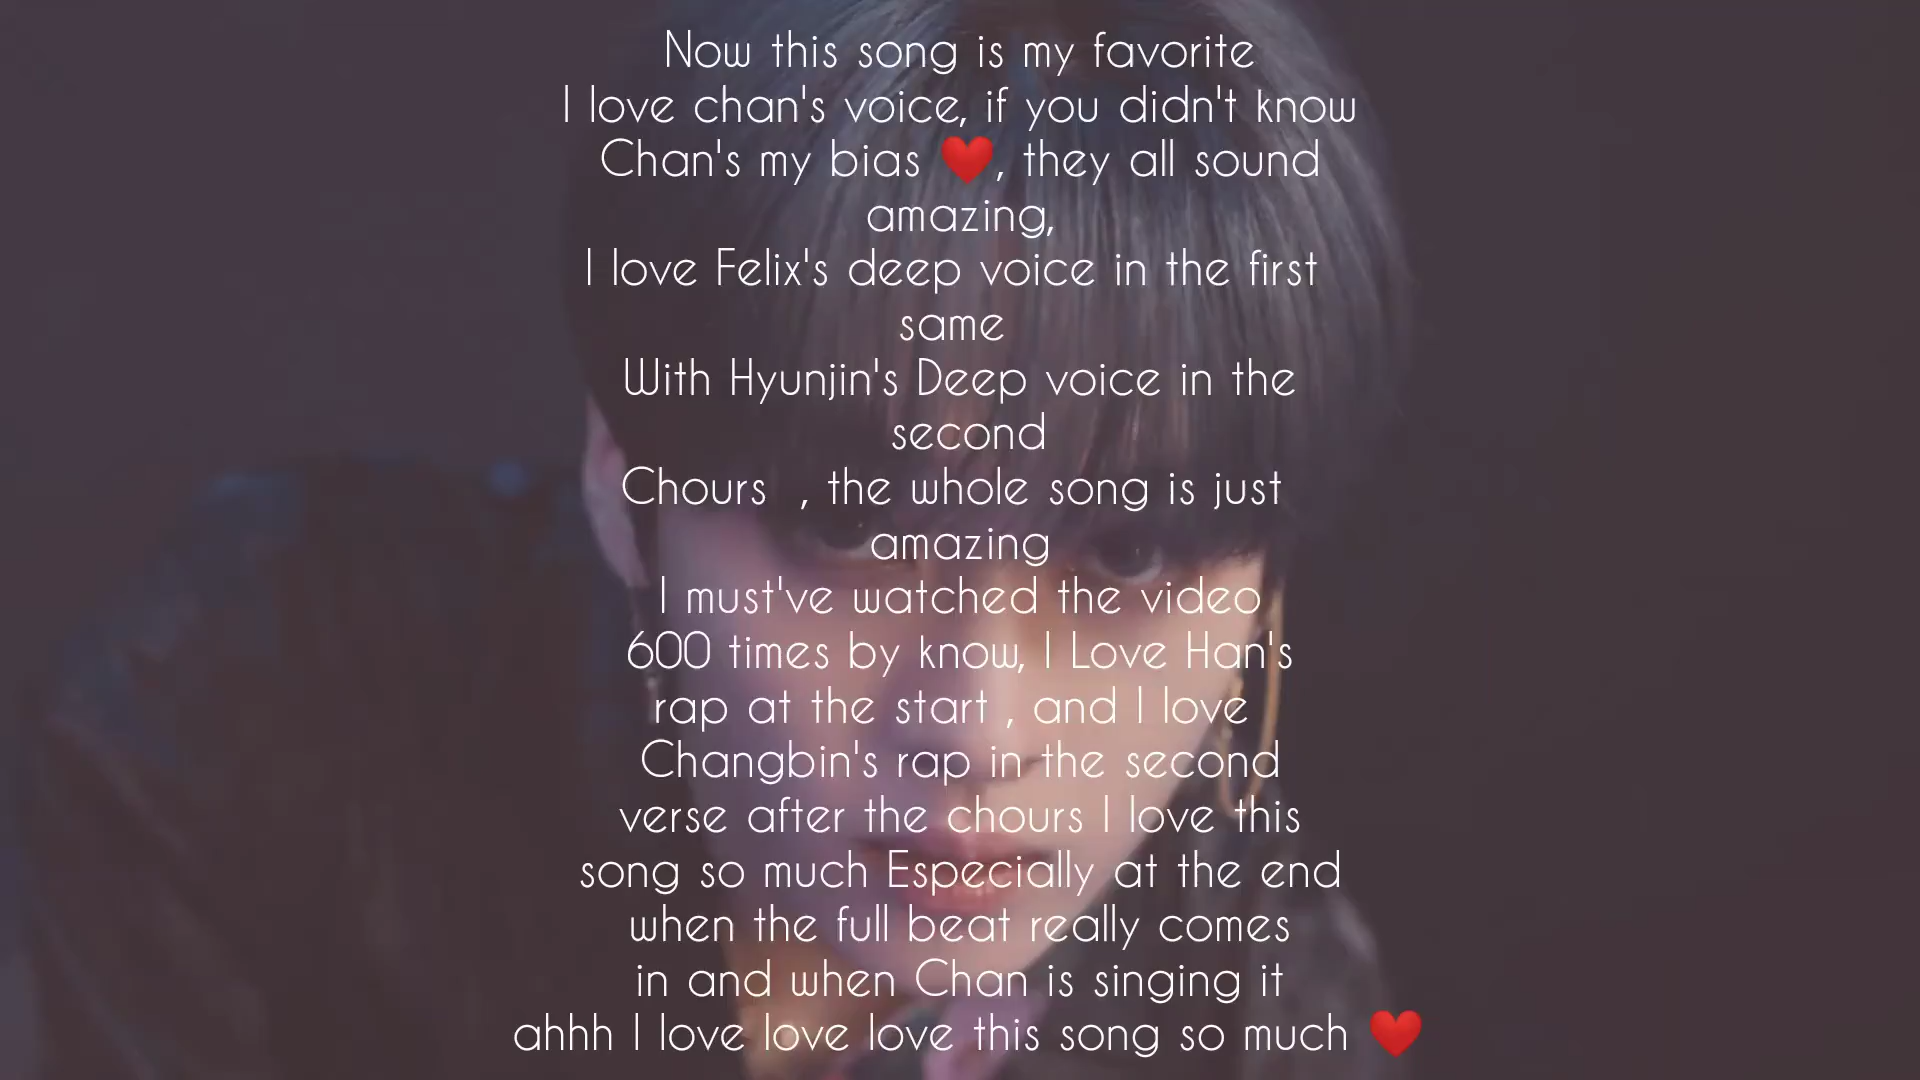 Now this song is my favorite
I love chan's voice, if you didn't know
Chan's my bias ❤️, they all sound
amazing,
I love Felix's deep voice in the first
same
With Hyunjin's Deep voice in the
second
Chours  , the whole song is just
amazing
I must've watched the video
600 times by know, I Love Han's
rap at the start , and I love
Changbin's rap in the second
verse after the chours I love this
song so much Especially at the end
when the full beat really comes
in and when Chan is singing it
ahhh I love love love this song so much ❤️